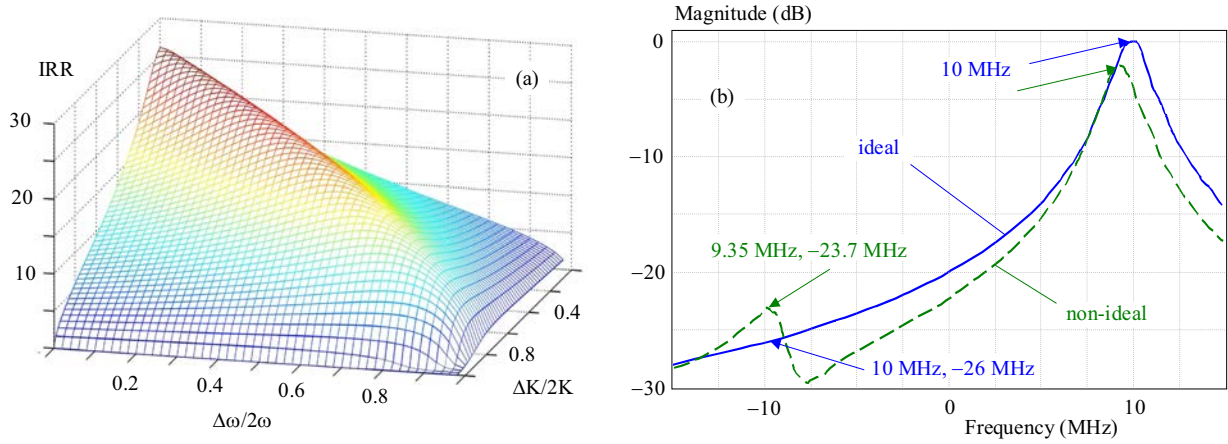 IRR
(a)
30
20
10
0.2
0.4
0.6
0.8
Δω/2ω
0.4
0.8
ΔK/2K
Magnitude (dB)
0
−10
−20
−30
(b)
10 MHz
ideal
9.35 MHz, −23.7 MHz
non-ideal
10 MHz, −26 MHz
−10
0
10
Frequency (MHz)